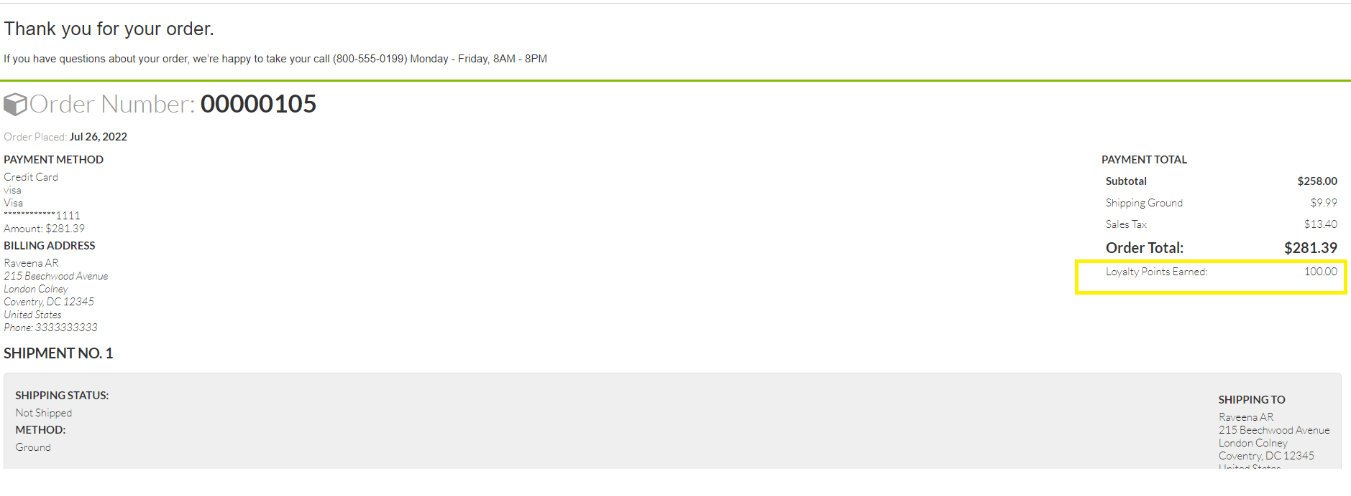 Thank you for your order.
If you have questions about your order, we're happy to take your call (800-555-0199) Monday - Friday, 8AM - 8PM
Order Number: 00000105
Order Placed: Jul 26, 2022
PAYMENT METHOD
Credit Card
visa
Visa
************1111
Amount: $281.39
BILLING ADDRESS
Raveena AR
215 Beechwood Avenue
London Colney
Coventry, DC 12345
United States
Phone: 3333333333
PAYMENT TOTAL
Subtotal $258.00
Shipping Ground $9.99
Sales Tax $13.40
Order Total: $281.39
Loyalty Points Earned: 100.00
SHIPMENT NO. 1
SHIPPING STATUS:
Not Shipped
METHOD:
Ground
SHIPPING TO
Raveena AR
215 Beechwood Avenue
London Colney
Coventry, DC 12345
United States